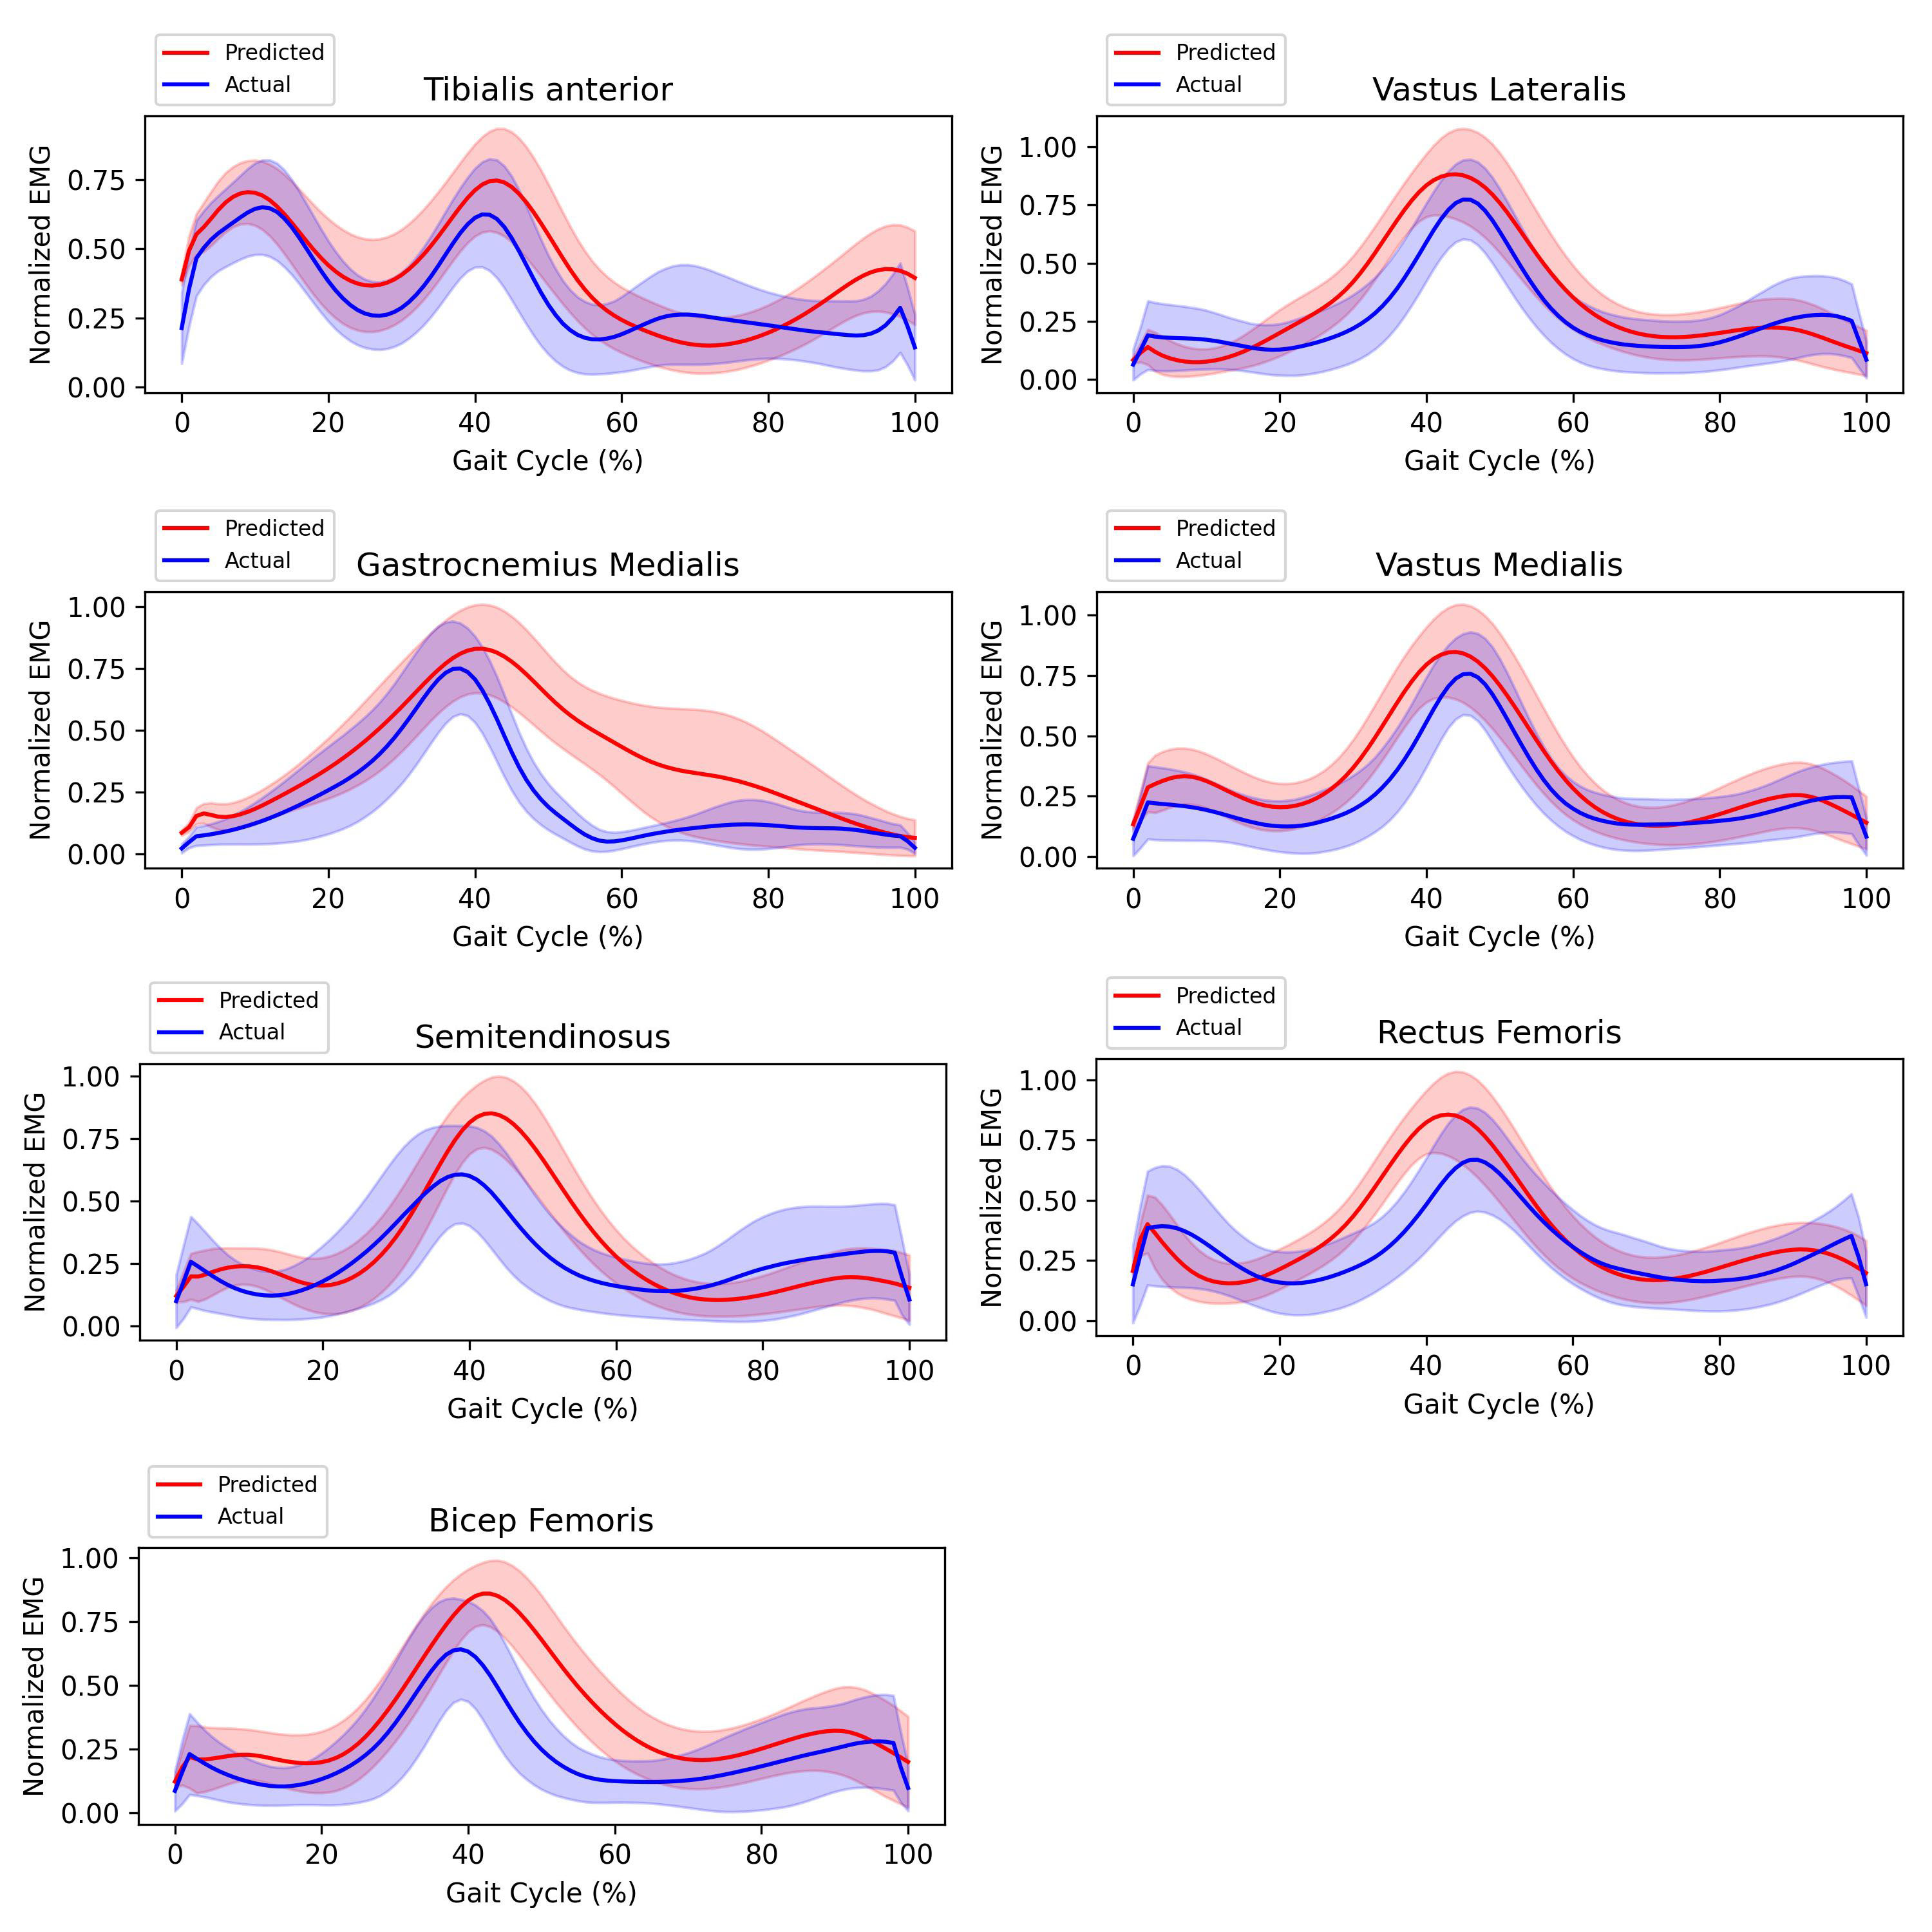 Predicted
Actual
Tibialis anterior
Normalized EMG
0.75
0.50
0.25
0.00
0 20 40 60 80 100
Gait Cycle (%)
Predicted
Actual
Vastus Lateralis
Normalized EMG
1.00
0.75
0.50
0.25
0.00
0 20 40 60 80 100
Gait Cycle (%)
Predicted
Actual
Gastrocnemius Medialis
Normalized EMG
1.00
0.75
0.50
0.25
0.00
0 20 40 60 80 100
Gait Cycle (%)
Predicted
Actual
Vastus Medialis
Normalized EMG
1.00
0.75
0.50
0.25
0.00
0 20 40 60 80 100
Gait Cycle (%)
Predicted
Actual
Semitendinosus
Normalized EMG
1.00
0.75
0.50
0.25
0.00
0 20 40 60 80 100
Gait Cycle (%)
Predicted
Actual
Rectus Femoris
Normalized EMG
1.00
0.75
0.50
0.25
0.00
0 20 40 60 80 100
Gait Cycle (%)
Predicted
Actual
Bicep Femoris
Normalized EMG
1.00
0.75
0.50
0.25
0.00
0 20 40 60 80 100
Gait Cycle (%)